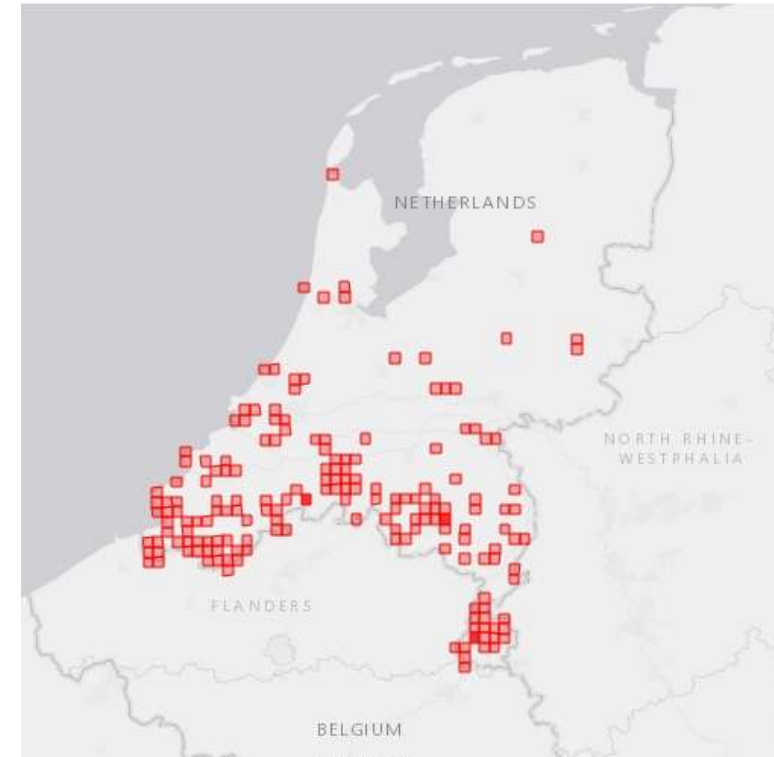 NETHERLANDS
NORTH RHINE-
WESTPHALIA
FLANDERS
BELGIUM